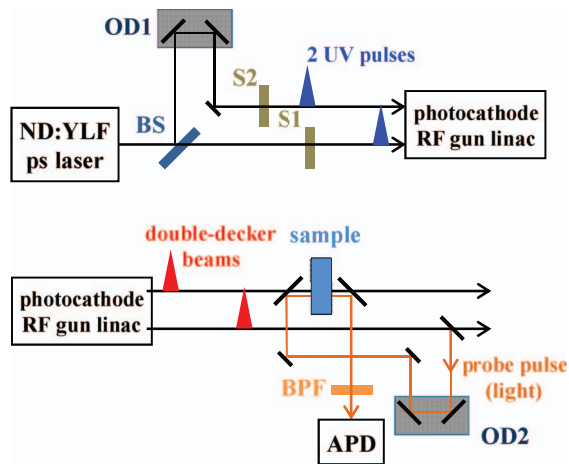 OD1
2 UV pulses
S2
S1
BS
ND:YLF
ps laser
photocathode
RF gun linac
double-decker
beams
sample
photocathode
RF gun linac
probe pulse
(light)
BPF
APD
OD2